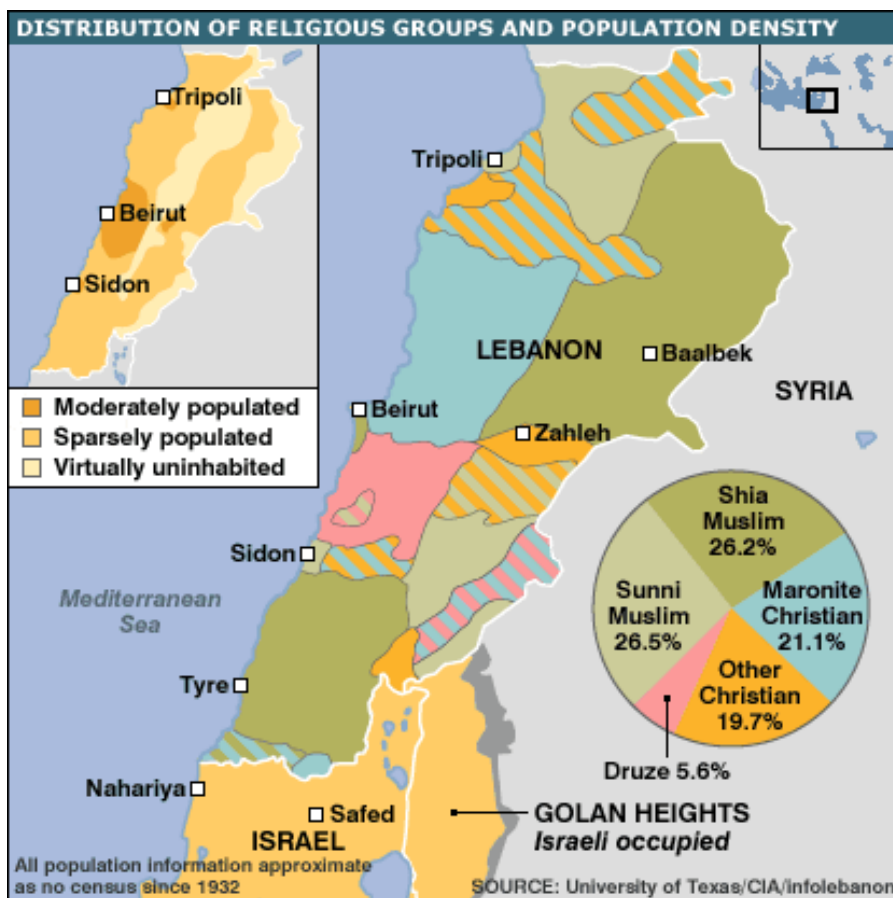 DISTRIBUTION OF RELIGIOUS GROUPS AND POPULATION DENSITY
Tripoli
Beirut
Sidon
Moderately populated
Sparsely populated
Virtually uninhabited
Tripoli
LEBANON
Baalbek
SYRIA
Beirut
Zahleh
Sidon
Mediterranean
Sea
Tyre
Nahariya
Safed
ISRAEL
GOLAN HEIGHTS
Israeli occupied
Shia
Muslim
26.2%
Sunni
Muslim
26.5%
Maronite
Christian
21.1%
Other
Christian
19.7%
Druze 5.6%
All population information approximate
as no census since 1932
SOURCE: University of Texas/CIA/infolebanon